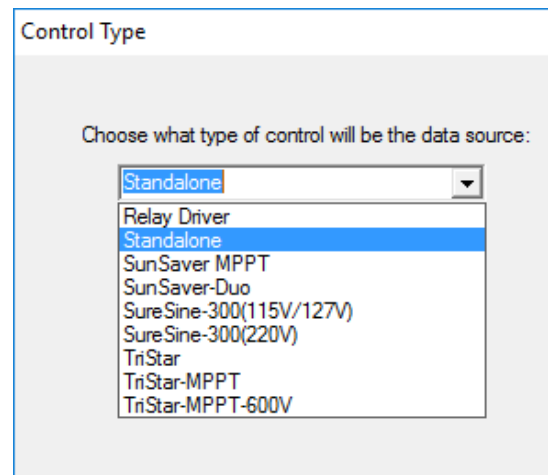 Control Type
Choose what type of control will be the data source:
Standalone
Relay Driver
Standalone
SunSaver MPPT
SunSaver-Duo
SureSine-300(115V/127V)
SureSine-300(220V)
TriStar
TriStar-MPPT
TriStar-MPPT-600V